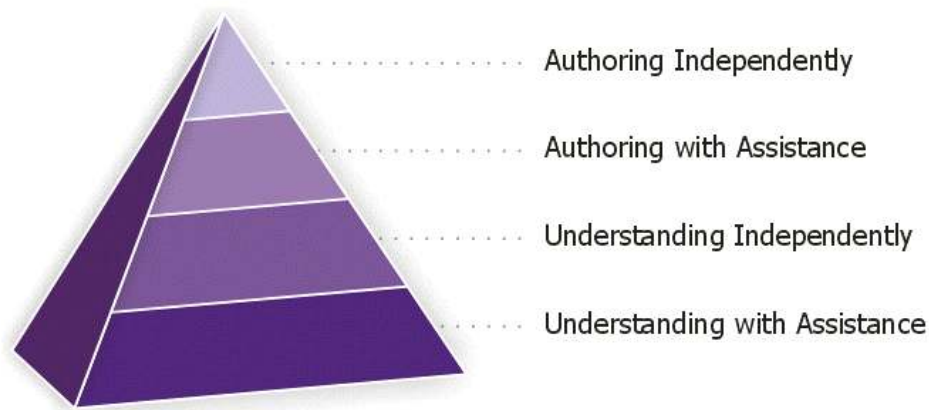 Authoring Independently
Authoring with Assistance
Understanding Independently
Understanding with Assistance